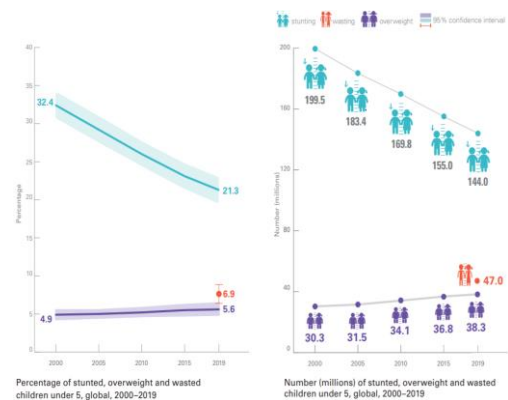 stunting wasting overweight 95% confidence interval
Percentage
40
35
30
25
20
15
10
5
0
32.4
21.3
6.9
5.6
4.9
2000 2005 2010 2015 2019
Percentage of stunted, overweight and wasted
children under 5, global, 2000–2019
Number (millions)
200
160
120
80
40
0
199.5
183.4
169.8
155.0
144.0
47.0
30.3 31.5 34.1 36.8 38.3
2000 2005 2010 2015 2019
Number (millions) of stunted, overweight and wasted
children under 5, global, 2000–2019